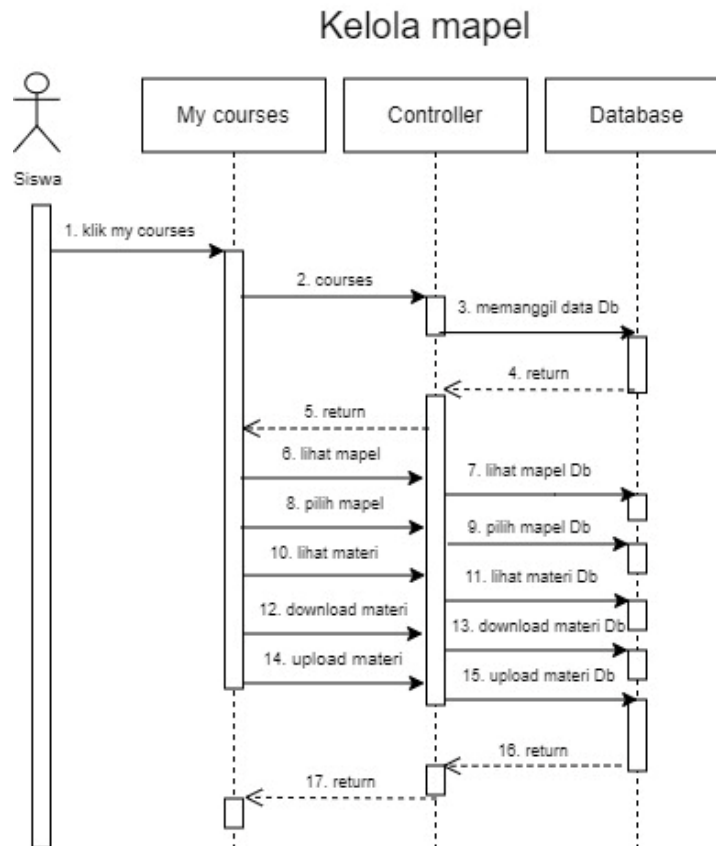 Kelola mapel
My courses
Controller
Database
Siswa
1. klik my courses
2. courses
3. memanggil data Db
4. return
5. return
6. lihat mapel
7. lihat mapel Db
8. pilih mapel
9. pilih mapel Db
10. lihat materi
11. lihat materi Db
12. download materi
13. download materi Db
14. upload materi
15. upload materi Db
16. return
17. return